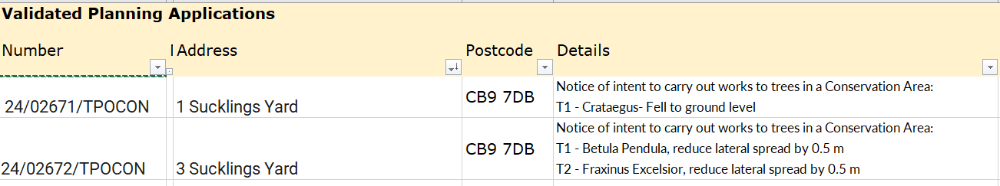 Validated Planning Applications
Number I Address Postcode Details
24/02671/TPOCON 1 Sucklings Yard CB9 7DB Notice of intent to carry out works to trees in a Conservation Area:
T1 - Crataegus- Fell to ground level
24/02672/TPOCON 3 Sucklings Yard CB9 7DB Notice of intent to carry out works to trees in a Conservation Area:
T1 - Betula Pendula, reduce lateral spread by 0.5 m
T2 - Fraxinus Excelsior, reduce lateral spread by 0.5 m